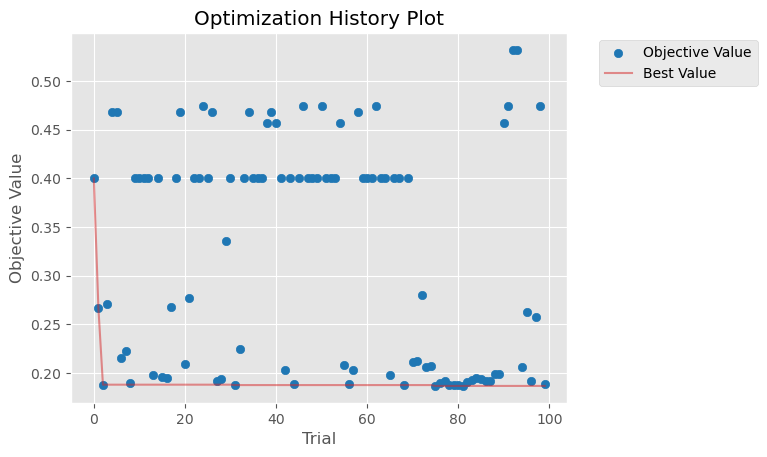 Optimization History Plot
Objective Value
Best Value
0.50
0.45
0.40
0.35
0.30
0.25
0.20
Objective Value
0
20
40
60
80
100
Trial